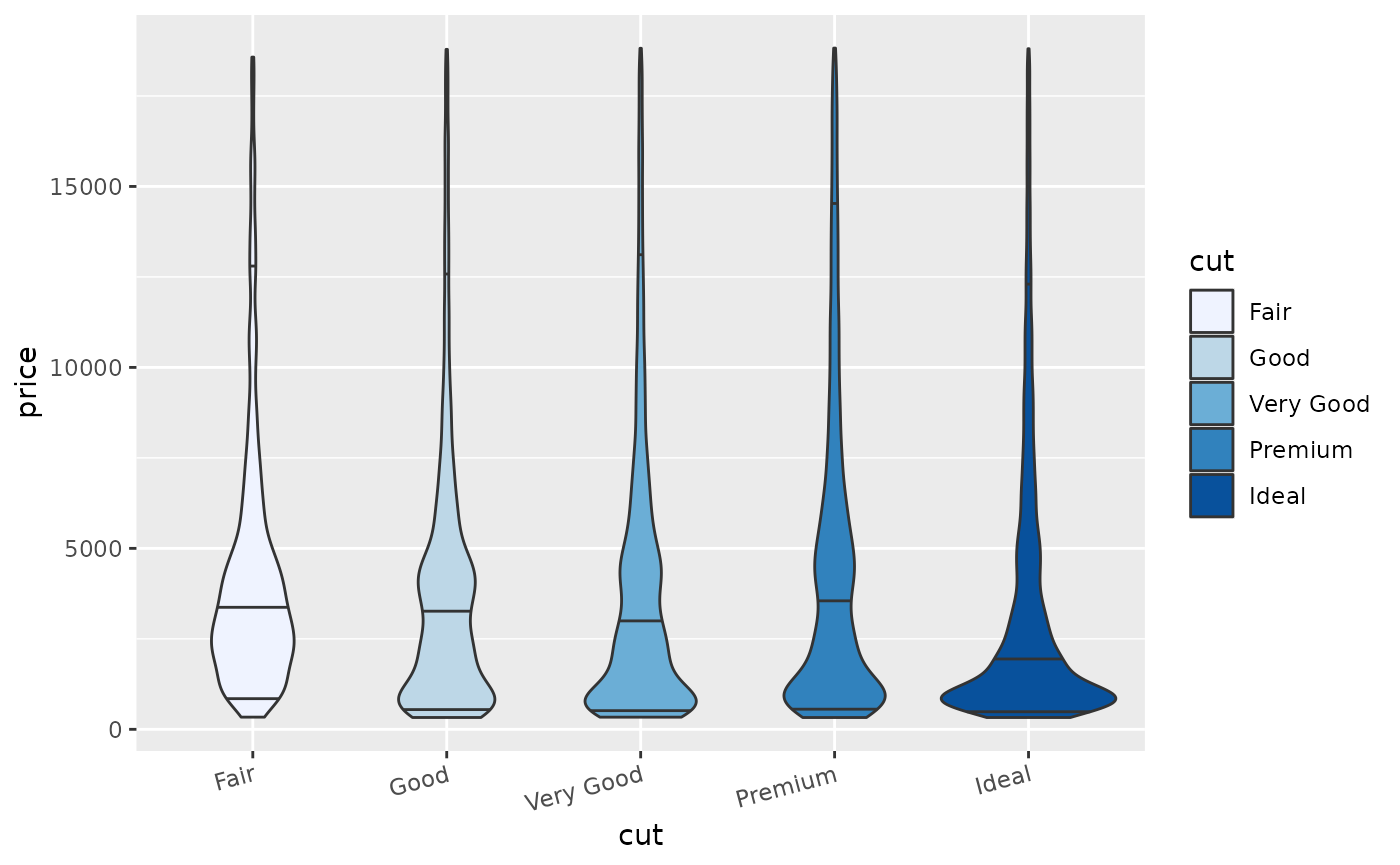 15000
10000
5000
0
price
Fair
Good
Very Good
Premium
Ideal
cut
cut
Fair
Good
Very Good
Premium
Ideal